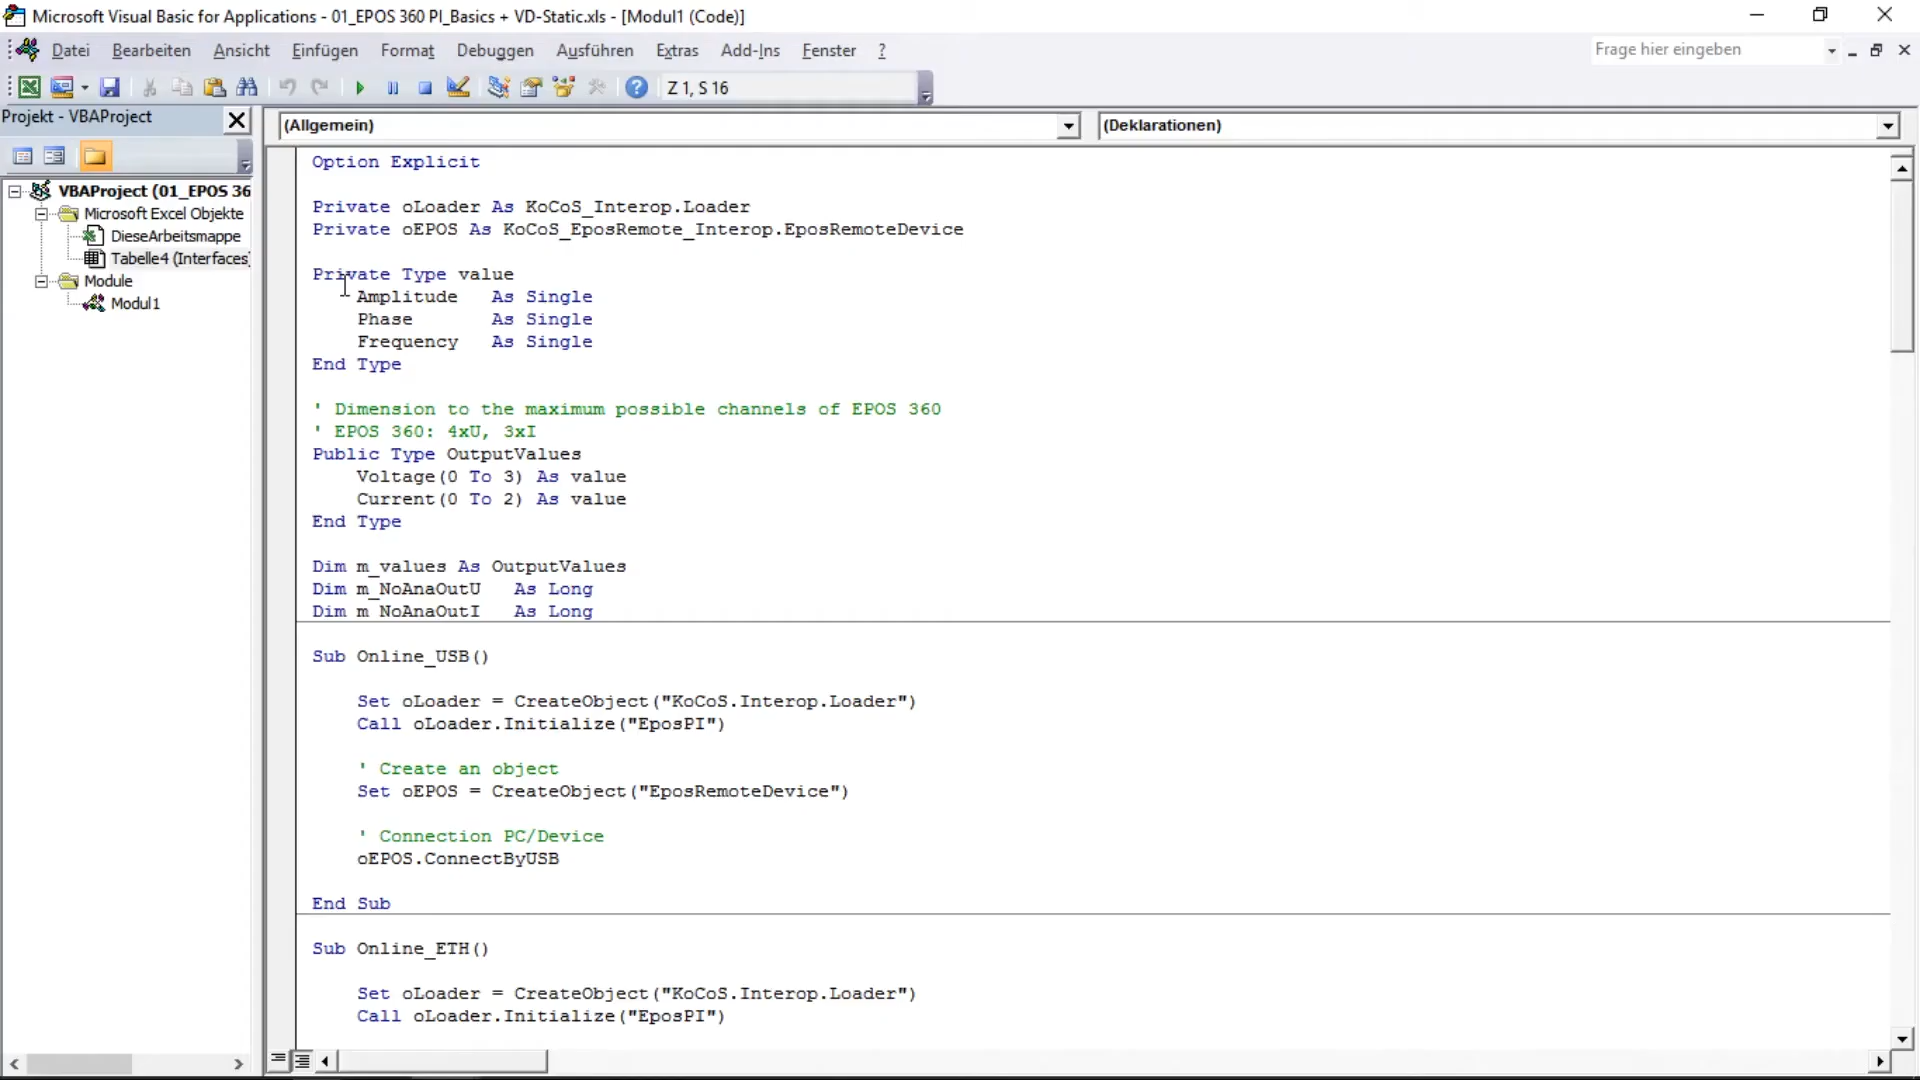 Microsoft Visual Basic for Applications - 01_EPOS 360 PI_Basics + VD-Static.xls - [Modul1 (Code)]
Datei Bearbeiten Ansicht Einfügen Format Debuggen Ausführen Extras Add-Ins Fenster ?
Frage hier eingeben
Z 1, S 16
Projekt - VBAProject
(Allgemein)
(Deklarationen)
VBAProject (01_EPOS 36
Microsoft Excel Objekte
DieseArbeitsmappe
Tabelle4 (Interfaces)
Module
Modul1
Option Explicit
Private oLoader As KoCoS_Interop.Loader
Private oEPOS As KoCoS_EposRemote_Interop.EposRemoteDevice
Private Type value
Amplitude As Single
Phase As Single
Frequency As Single
End Type
' Dimension to the maximum possible channels of EPOS 360
' EPOS 360: 4xU, 3xI
Public Type OutputValues
Voltage(0 To 3) As value
Current(0 To 2) As value
End Type
Dim m_values As OutputValues
Dim m_NoAnaOutU As Long
Dim m_NoAnaOutI As Long
Sub Online_USB()
Set oLoader = CreateObject("KoCoS.Interop.Loader")
Call oLoader.Initialize("EposPI")
' Create an object
Set oEPOS = CreateObject("EposRemoteDevice")
' Connection PC/Device
oEPOS.ConnectByUSB
End Sub
Sub Online_ETH()
Set oLoader = CreateObject("KoCoS.Interop.Loader")
Call oLoader.Initialize("EposPI")